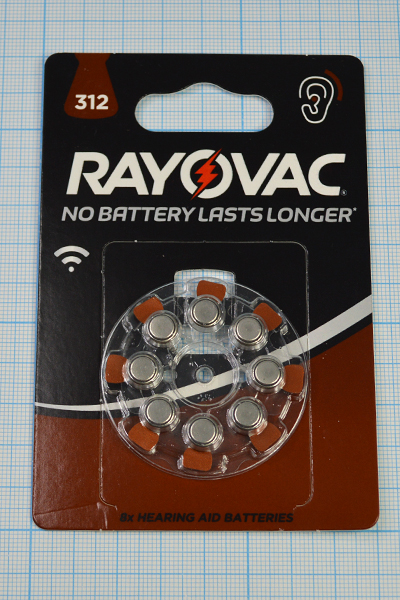 312
RAYOVAC
NO BATTERY LASTS LONGER*
8x HEARING AID BATTERIES